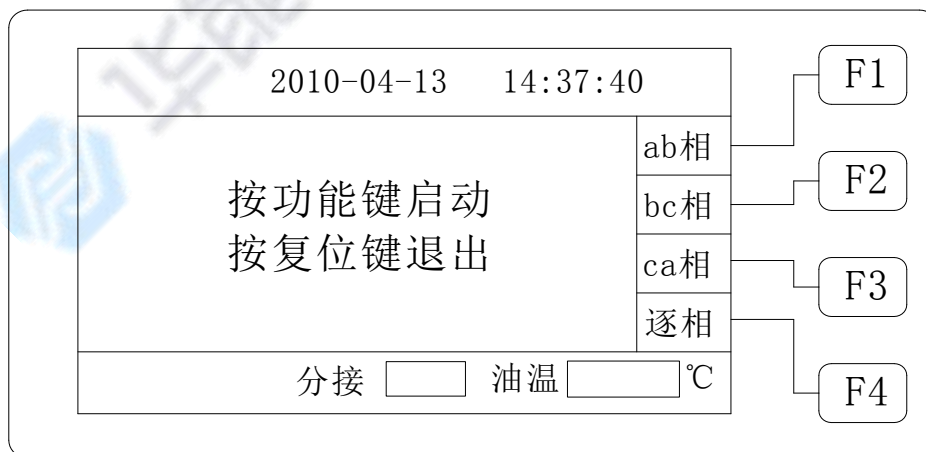 2010-04-13 14:37:40
F1
ab相
F2
按功能键启动
bc相
按复位键退出
ca相
F3
逐相
分接 油温 ℃
F4